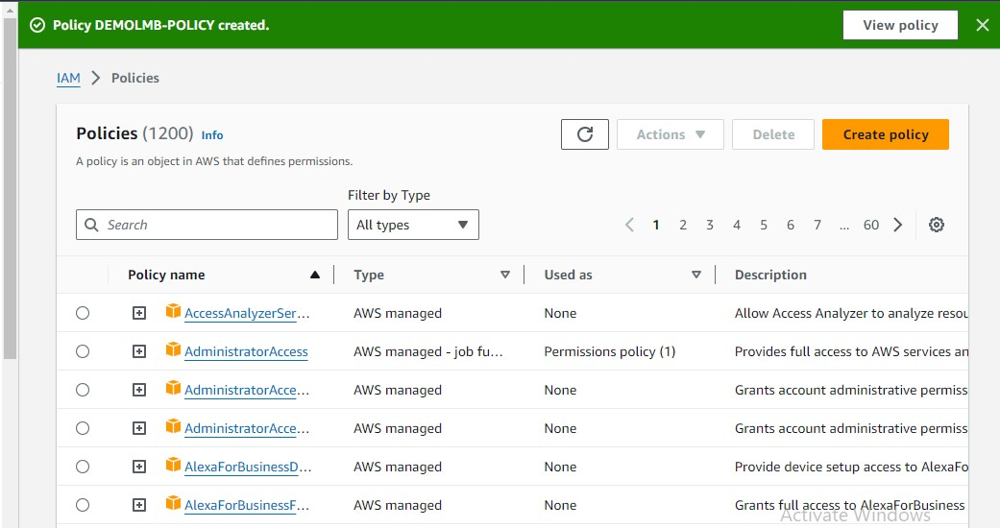 Policy DEMOLMB-POLICY created.
View policy
IAM > Policies
Policies (1200) Info
Actions
Delete
Create policy
A policy is an object in AWS that defines permissions.
Filter by Type
Search
All types
1 2 3 4 5 6 7 ... 60
Policy name Type Used as Description
AccessAnalyzerSer... AWS managed None Allow Access Analyzer to analyze resou
AdministratorAccess AWS managed - job fu... Permissions policy (1) Provides full access to AWS services an
AdministratorAcce... AWS managed None Grants account administrative permiss
AdministratorAcce... AWS managed None Grants account administrative permiss
AlexaForBusinessD... AWS managed None Provide device setup access to AlexaFo
AlexaForBusinessF... AWS managed None Grants full access to AlexaForBusiness
Activate Windows